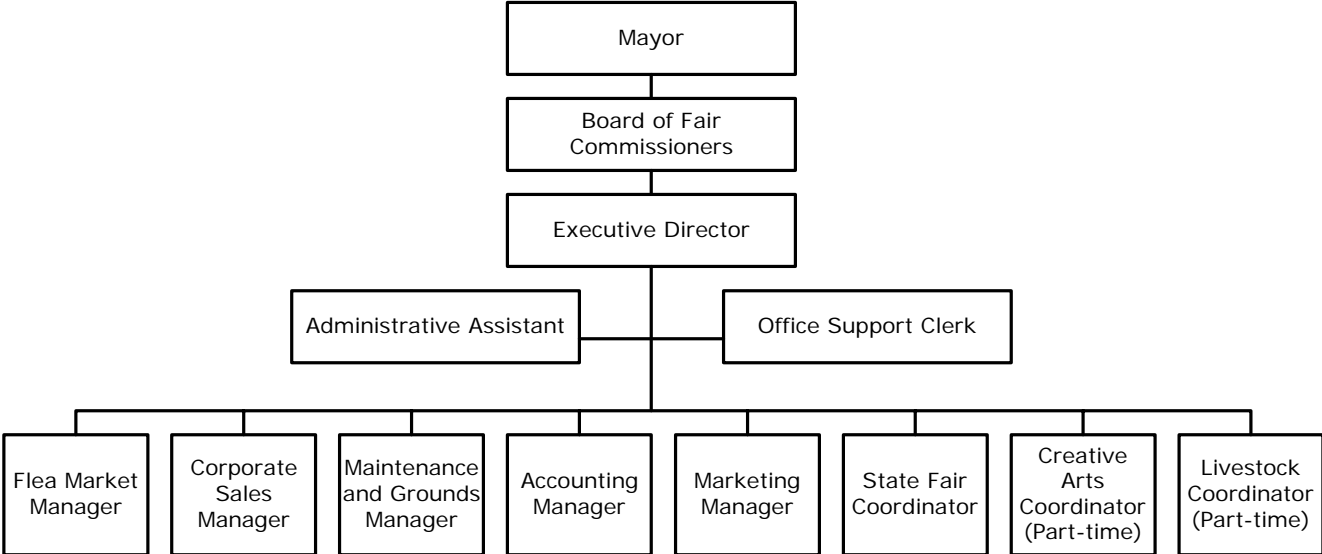 Mayor
Board of Fair
Commissioners
Executive Director
Administrative Assistant
Office Support Clerk
Flea Market
Manager
Corporate
Sales
Manager
Maintenance
and Grounds
Manager
Accounting
Manager
Marketing
Manager
State Fair
Coordinator
Creative
Arts
Coordinator
(Part-time)
Livestock
Coordinator
(Part-time)